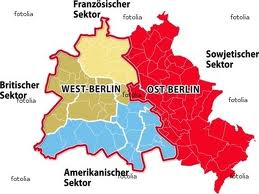 Französischer
Sektor
fotolia
fotolia
Sowjetischer
Sektor
fotolia
Britischer
Sektor
fotolia
WEST-BERLIN
OST-BERLIN
fotolia
fotolia
Amerikanischer
Sektor
fotolia
fotolia